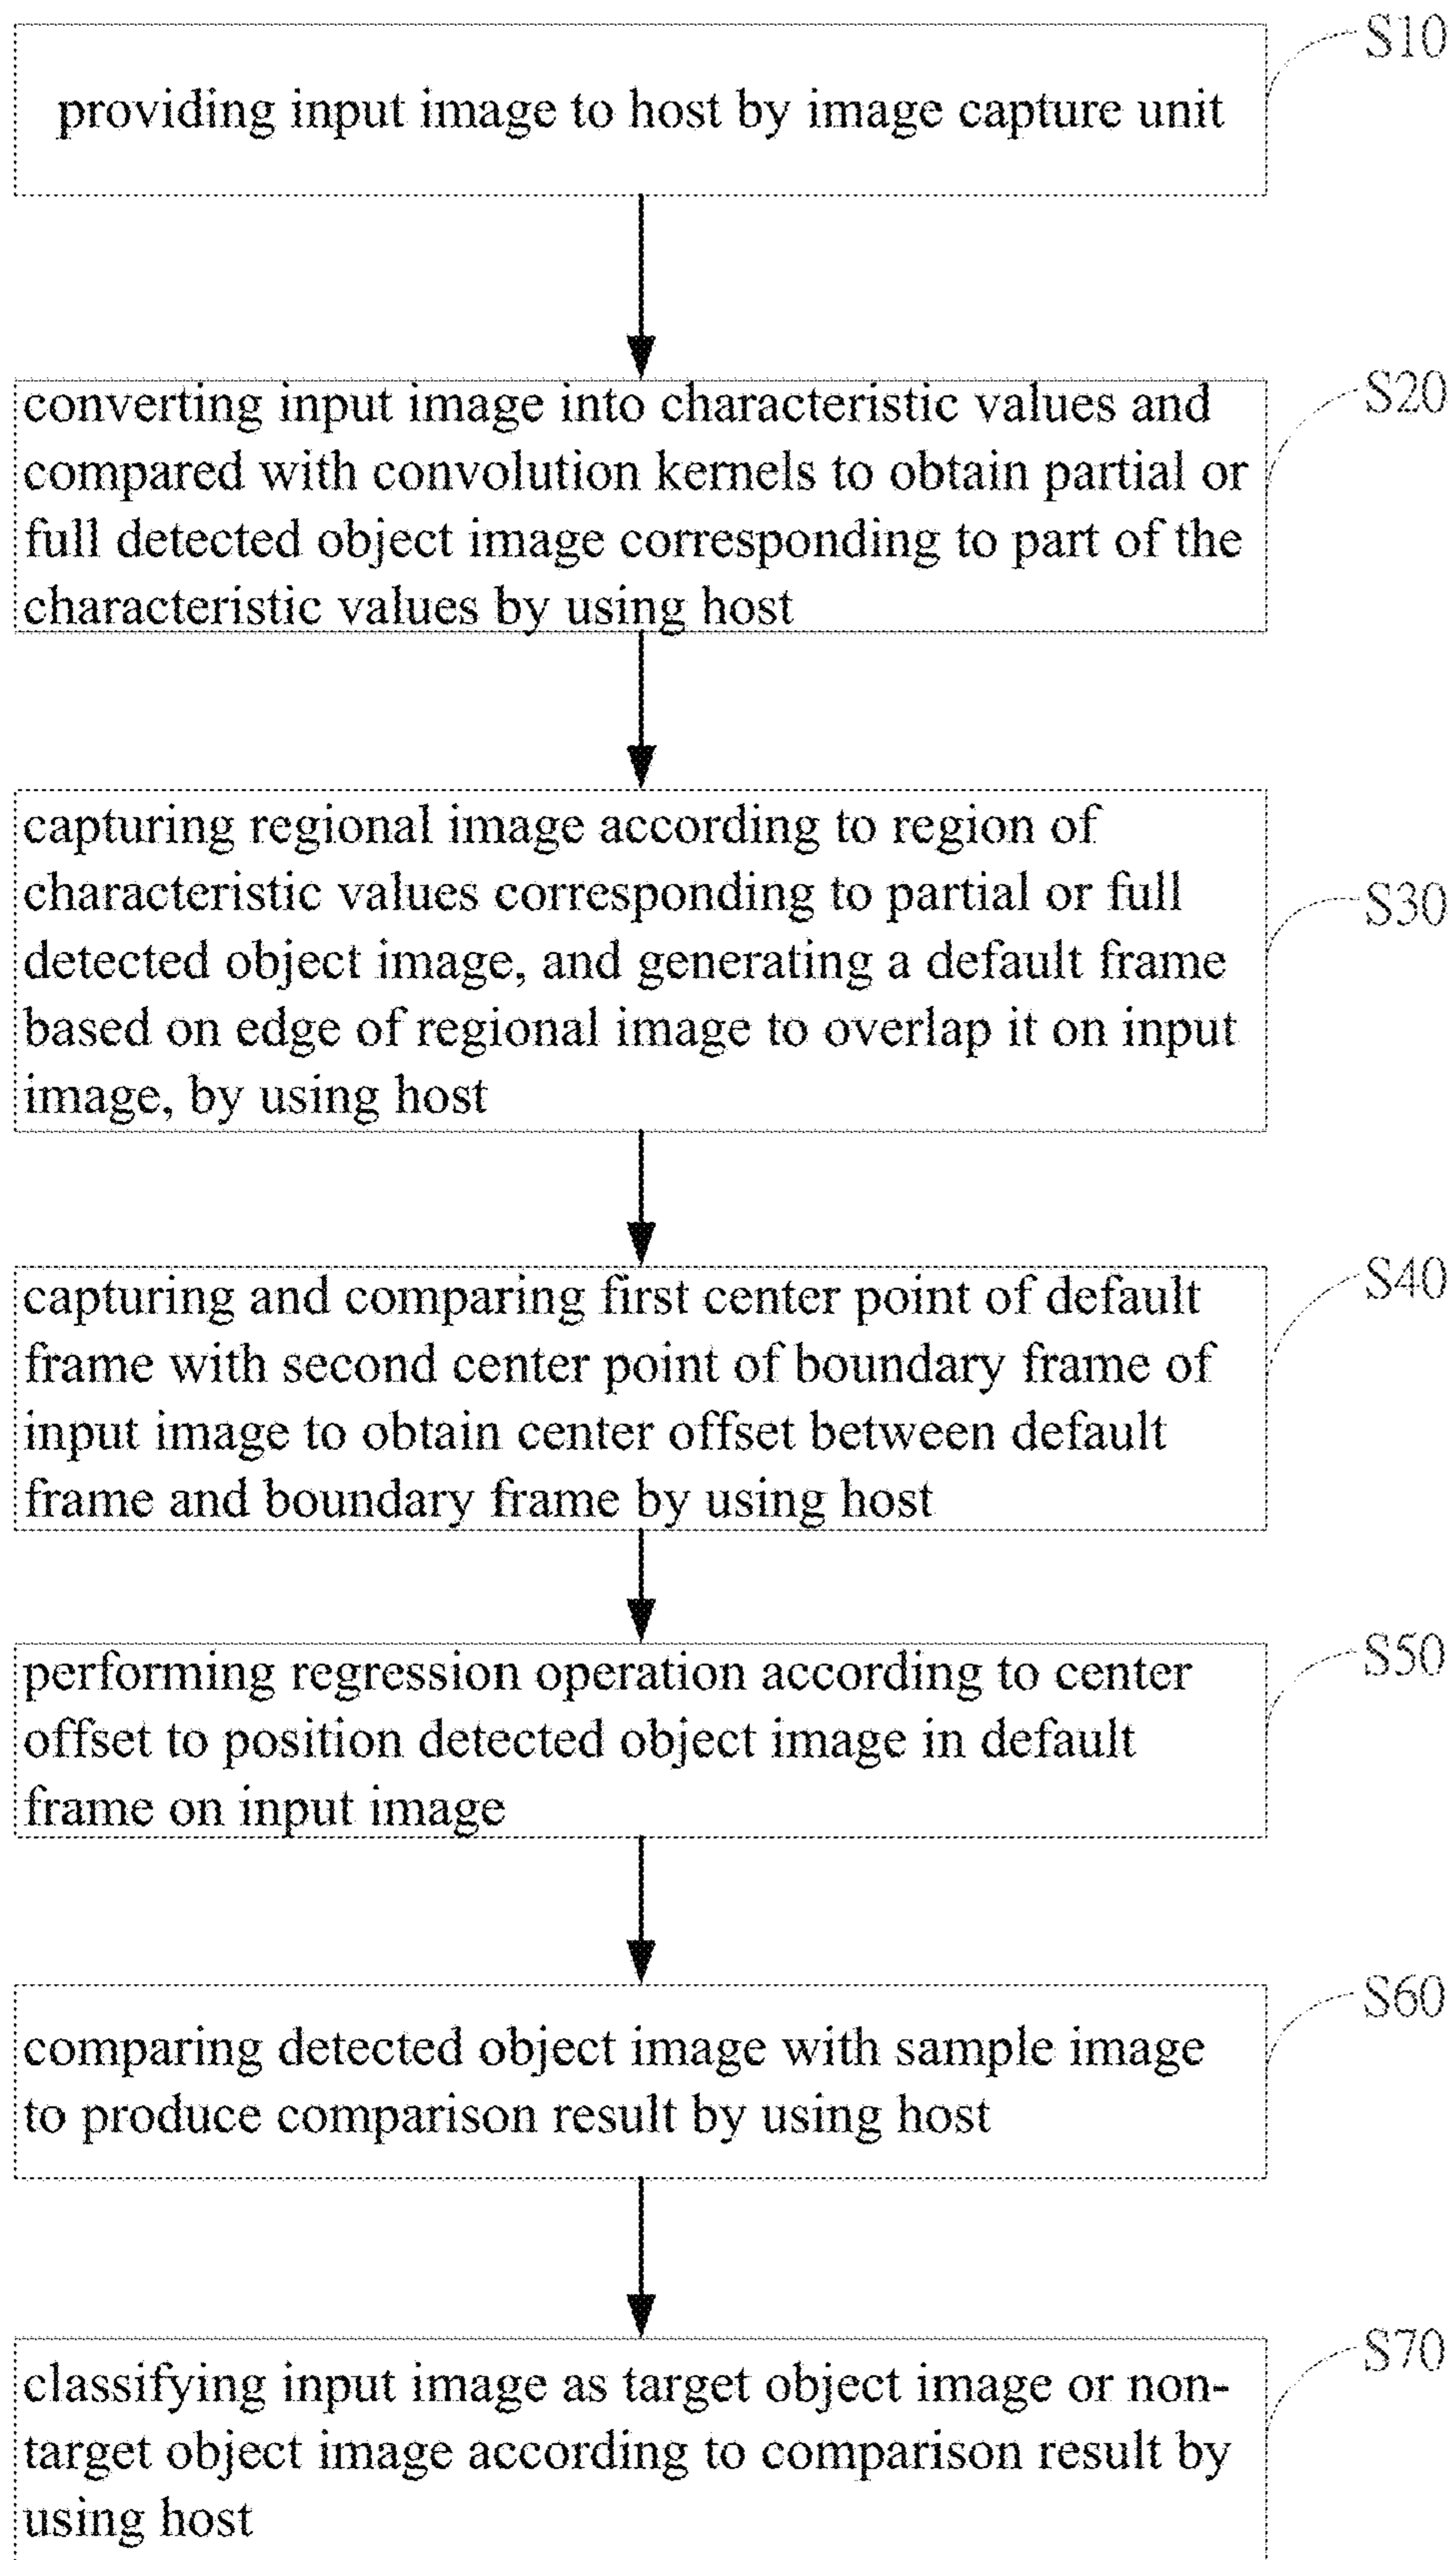 S10
providing input image to host by image capture unit
S20
converting input image into characteristic values and
compared with convolution kernels to obtain partial or
full detected object image corresponding to part of the
characteristic values by using host
S30
capturing regional image according to region of
characteristic values corresponding to partial or full
detected object image, and generating a default frame
based on edge of regional image to overlap it on input
image, by using host
S40
capturing and comparing first center point of default
frame with second center point of boundary frame of
input image to obtain center offset between default
frame and boundary frame by using host
S50
performing regression operation according to center
offset to position detected object image in default
frame on input image
S60
comparing detected object image with sample image
to produce comparison result by using host
S70
classifying input image as target object image or non-
target object image according to comparison result by
using host